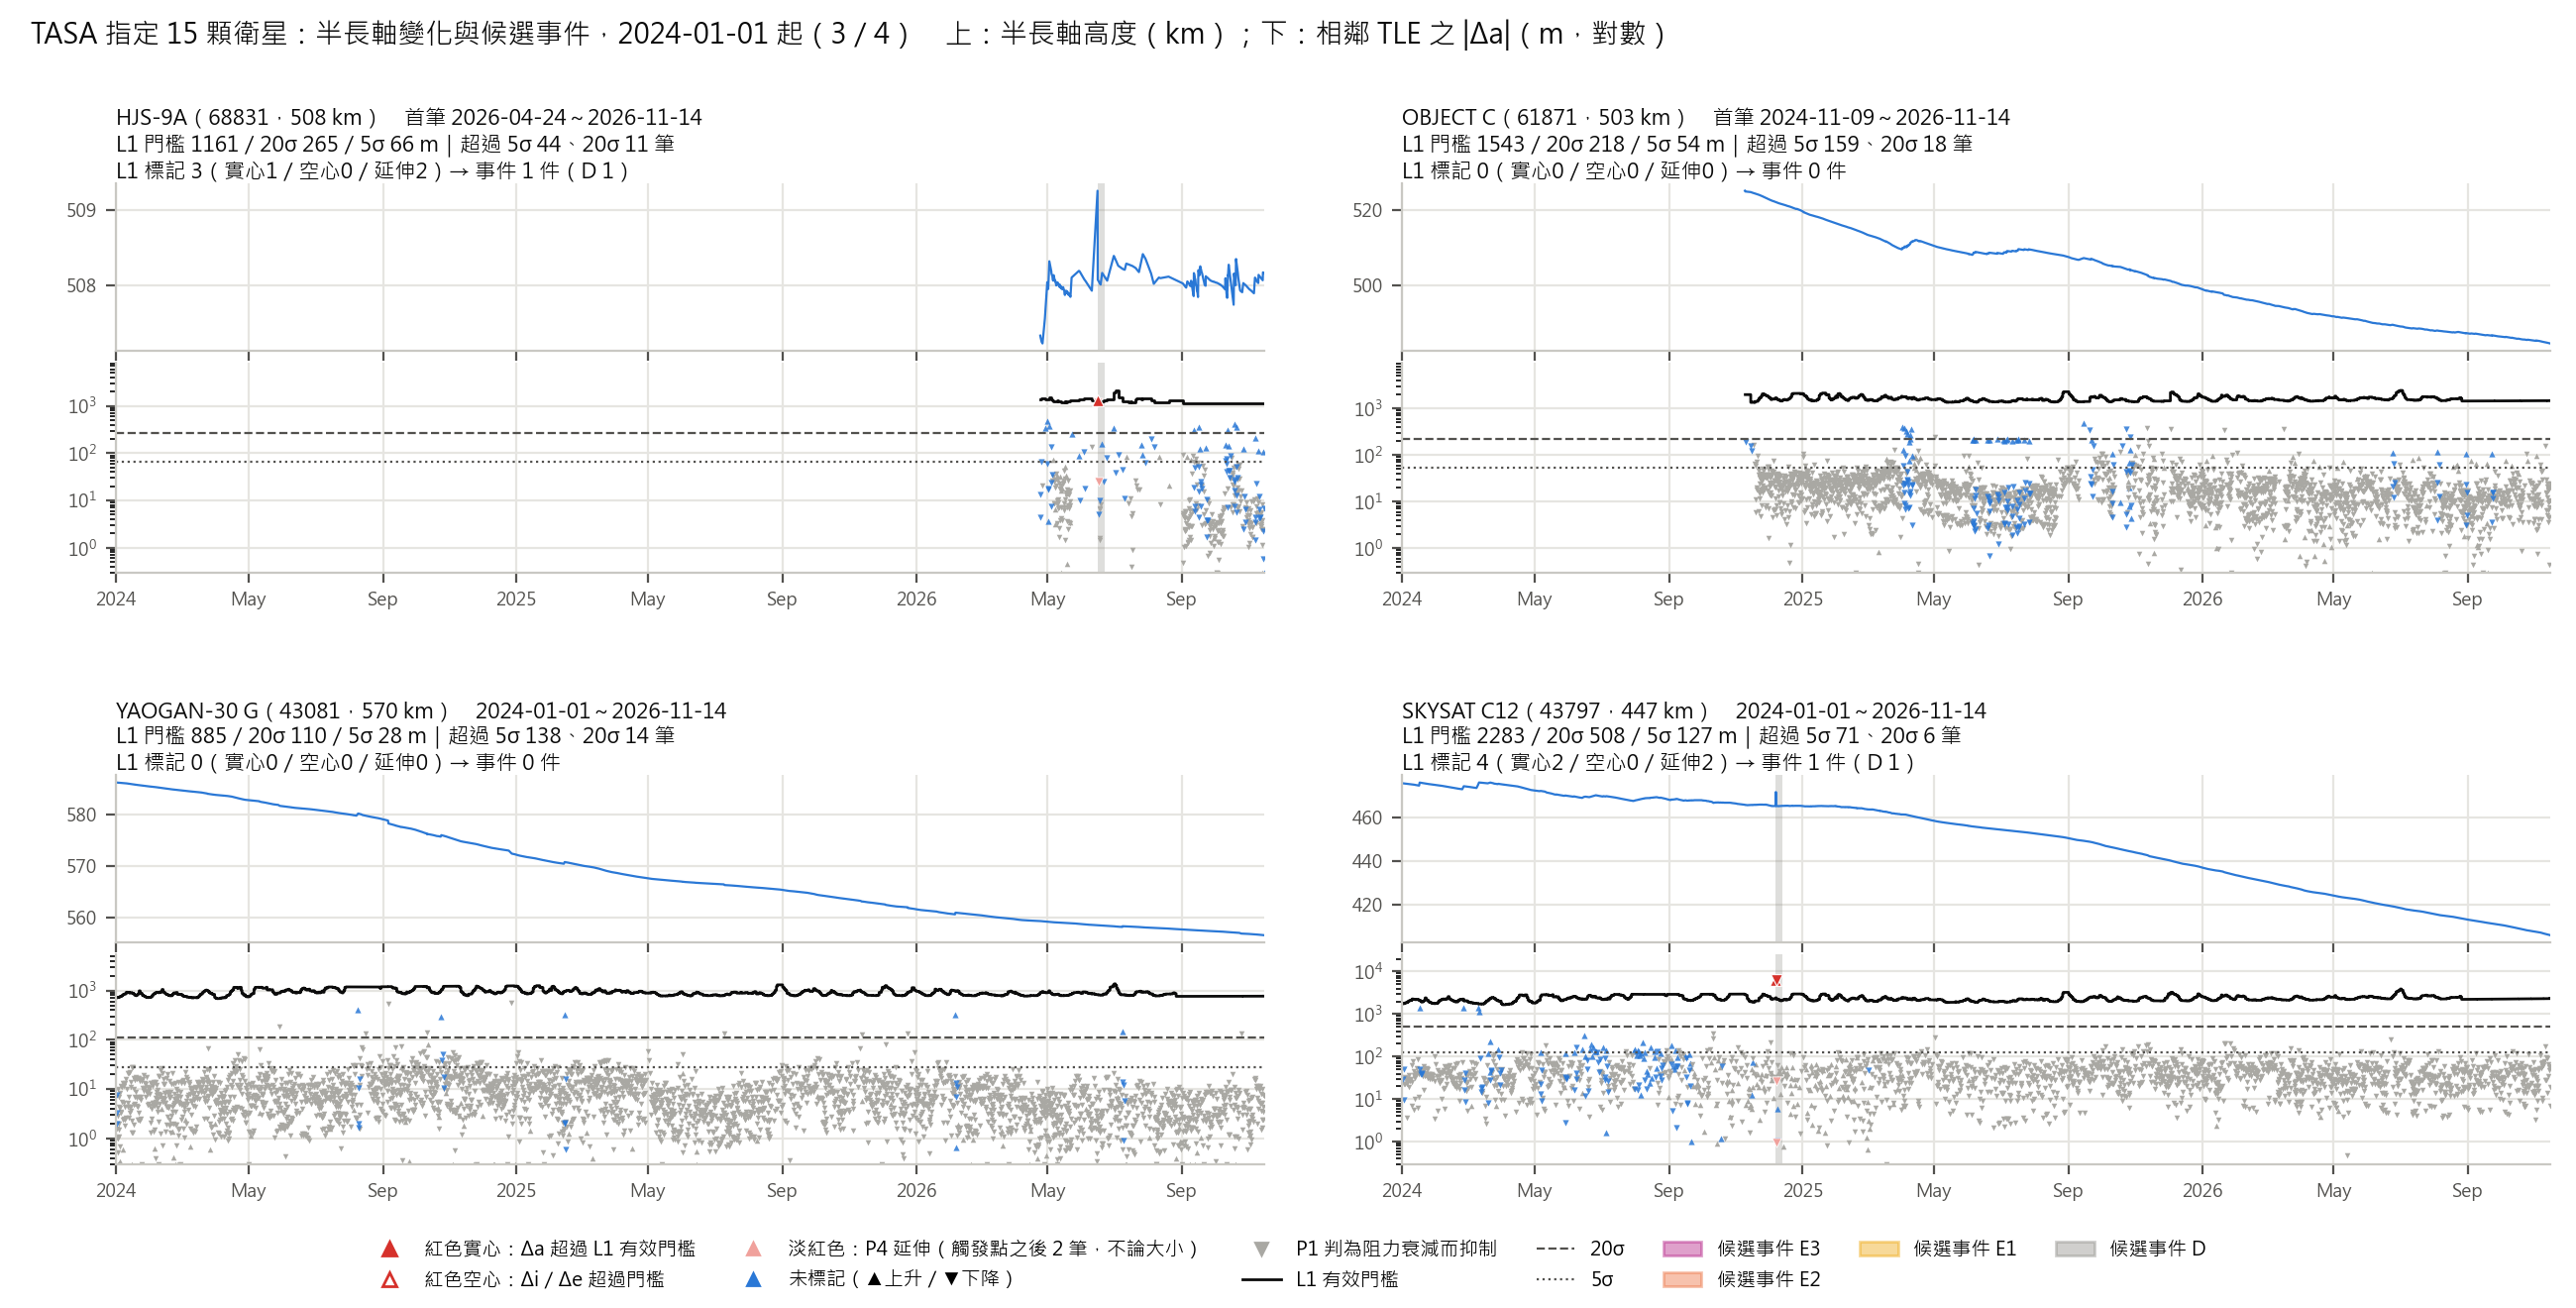 TASA 指定 15 顆衛星：半長軸變化與候選事件，2024-01-01 起（3 / 4）　上：半長軸高度（km）；下：相鄰 TLE 之 |Δa|（m，對數）
HJS-9A（68831 · 508 km）　首筆 2026-04-24～2026-11-14
L1 門檻 1161 / 20σ 265 / 5σ 66 m | 超過 5σ 44、20σ 11 筆
L1 標記 3（實心1 / 空心0 / 延伸2）→ 事件 1 件（D 1）
509
508
10³
10²
10¹
10⁰
2024 May Sep 2025 May Sep 2026 May Sep
OBJECT C（61871 · 503 km）　首筆 2024-11-09～2026-11-14
L1 門檻 1543 / 20σ 218 / 5σ 54 m | 超過 5σ 159、20σ 18 筆
L1 標記 0（實心0 / 空心0 / 延伸0）→ 事件 0 件
520
500
10³
10²
10¹
10⁰
2024 May Sep 2025 May Sep 2026 May Sep
YAOGAN-30 G（43081 · 570 km）　2024-01-01～2026-11-14
L1 門檻 885 / 20σ 110 / 5σ 28 m | 超過 5σ 138、20σ 14 筆
L1 標記 0（實心0 / 空心0 / 延伸0）→ 事件 0 件
580
570
560
10³
10²
10¹
10⁰
2024 May Sep 2025 May Sep 2026 May Sep
SKYSAT C12（43797 · 447 km）　2024-01-01～2026-11-14
L1 門檻 2283 / 20σ 508 / 5σ 127 m | 超過 5σ 71、20σ 6 筆
L1 標記 4（實心2 / 空心0 / 延伸2）→ 事件 1 件（D 1）
460
440
420
10⁴
10³
10²
10¹
10⁰
2024 May Sep 2025 May Sep 2026 May Sep
紅色實心：Δa 超過 L1 有效門檻
紅色空心：Δi / Δe 超過門檻
淡紅色：P4 延伸（觸發點之後 2 筆，不論大小）
未標記（▲上升 / ▼下降）
P1 判為阻力衰減而抑制
L1 有效門檻
20σ
5σ
候選事件 E3
候選事件 E2
候選事件 E1
候選事件 D